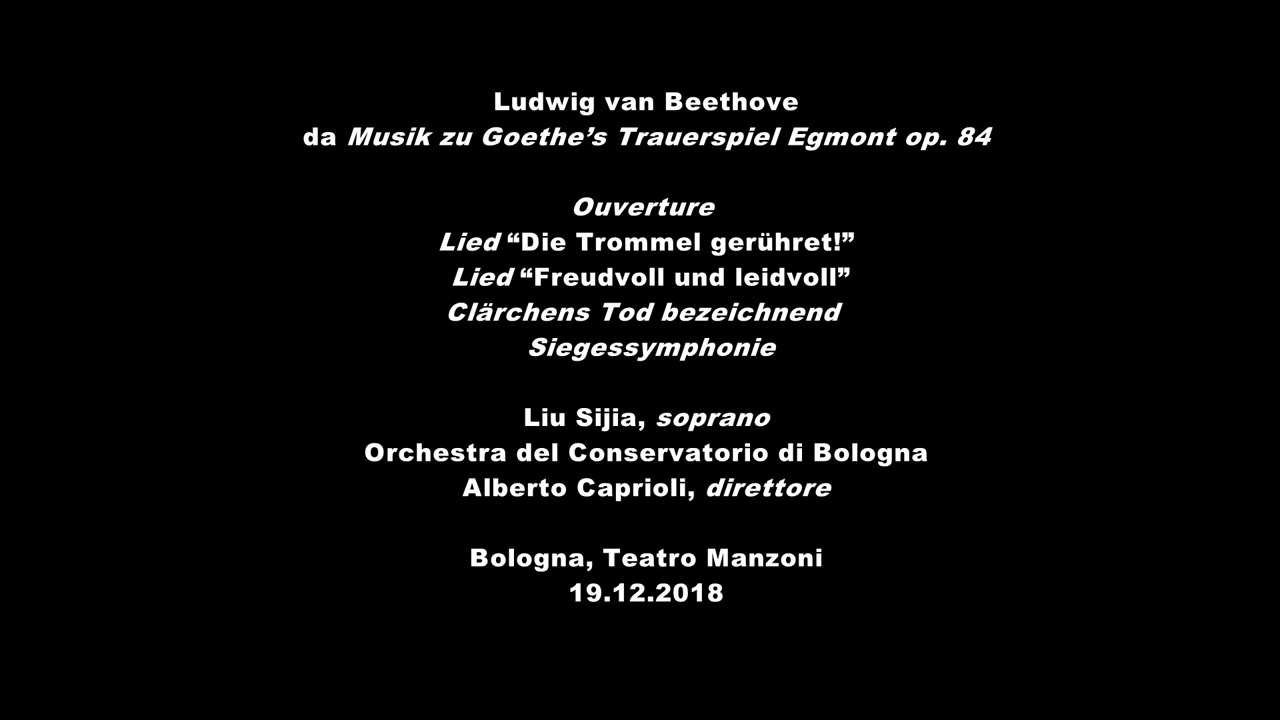 Ludwig van Beethove
da Musik zu Goethe’s Trauerspiel Egmont op. 84
Ouverture
Lied “Die Trommel gerühret!”
Lied “Freudvoll und leidvoll”
Clärchens Tod bezeichnend
Siegessymphonie
Liu Sijia, soprano
Orchestra del Conservatorio di Bologna
Alberto Caprioli, direttore
Bologna, Teatro Manzoni
19.12.2018